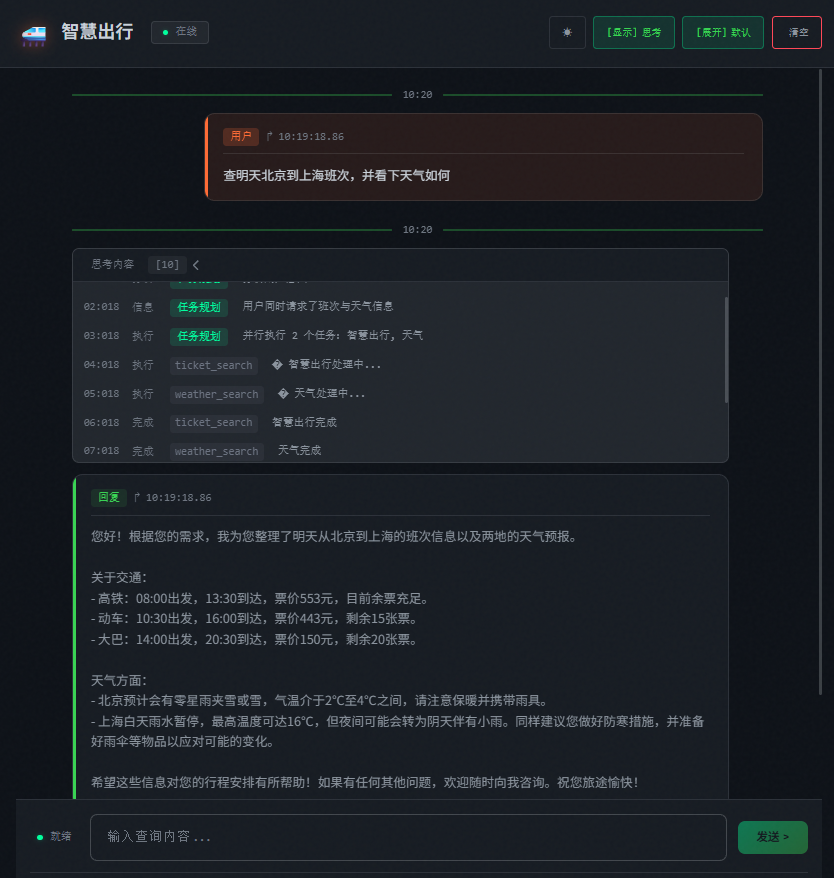 智慧出行
在线
[显示] 思考
[展开] 默认
清空
10:20
用户 10:19:18.86
查明天北京到上海班次，并看下天气如何
10:20
思考内容 [10]
02:018 信息 任务规划 用户同时请求了班次与天气信息
03:018 执行 任务规划 并行执行 2 个任务: 智慧出行, 天气
04:018 执行 ticket_search � 智慧出行处理中...
05:018 执行 weather_search � 天气处理中...
06:018 完成 ticket_search 智慧出行完成
07:018 完成 weather_search 天气完成
回复 10:19:18.86
您好！根据您的需求，我为您整理了明天从北京到上海的班次信息以及两地的天气预报。
关于交通：
- 高铁：08:00出发，13:30到达，票价553元，目前余票充足。
- 动车：10:30出发，16:00到达，票价443元，剩余15张票。
- 大巴：14:00出发，20:30到达，票价150元，剩余20张票。
天气方面：
- 北京预计会有零星雨夹雪或雪，气温介于2℃至4℃之间，请注意保暖并携带雨具。
- 上海白天雨水暂停，最高温度可达16℃，但夜间可能会转为阴天伴有小雨。同样建议您做好防寒措施，并准备
好雨伞等物品以应对可能的变化。
希望这些信息对您的行程安排有所帮助！如果有任何其他问题，欢迎随时向我咨询。祝您旅途愉快！
就绪
输入查询内容...
发送 >